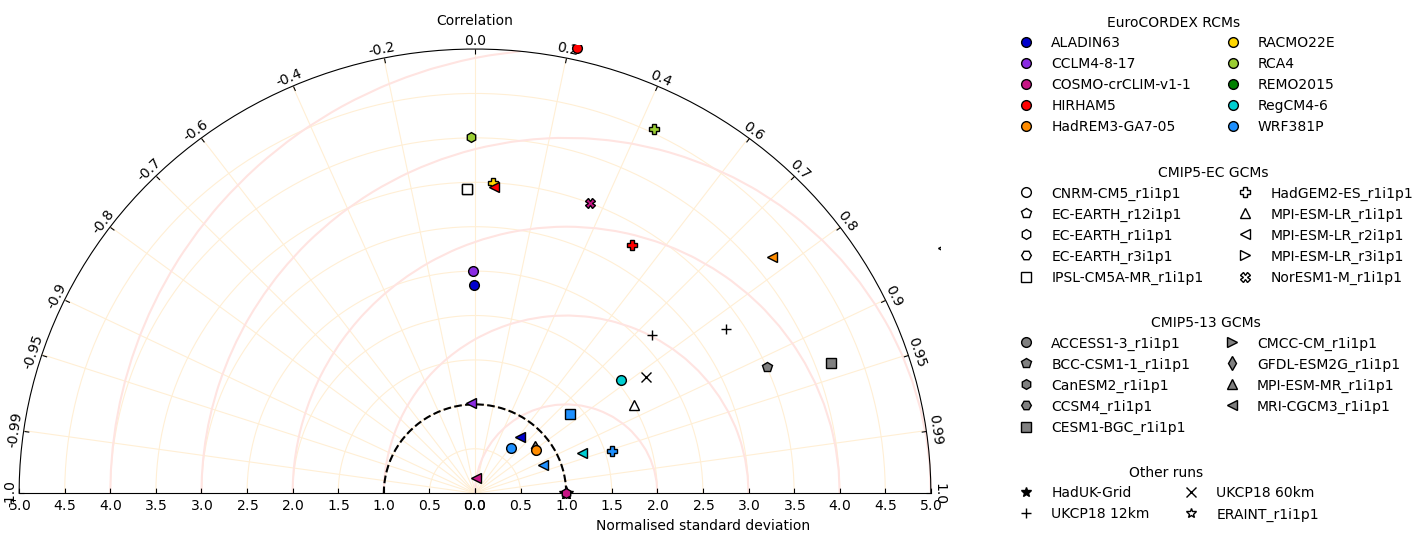 Correlation
0.0
-0.2
0.2
-0.4
0.4
-0.6
0.6
-0.7
0.7
-0.8
0.8
-0.9
0.9
-0.95
0.95
-0.99
0.99
-1.0
1.0
5.0 4.5 4.0 3.5 3.0 2.5 2.0 1.5 1.0 0.5 0.0 0.5 1.0 1.5 2.0 2.5 3.0 3.5 4.0 4.5 5.0
Normalised standard deviation
EuroCORDEX RCMs
ALADIN63 RACMO22E
CCLM4-8-17 RCA4
COSMO-crCLIM-v1-1 REMO2015
HIRHAM5 RegCM4-6
HadREM3-GA7-05 WRF381P
CMIP5-EC GCMs
CNRM-CM5_r1i1p1 HadGEM2-ES_r1i1p1
EC-EARTH_r12i1p1 MPI-ESM-LR_r1i1p1
EC-EARTH_r1i1p1 MPI-ESM-LR_r2i1p1
EC-EARTH_r3i1p1 MPI-ESM-LR_r3i1p1
IPSL-CM5A-MR_r1i1p1 NorESM1-M_r1i1p1
CMIP5-13 GCMs
ACCESS1-3_r1i1p1 CMCC-CM_r1i1p1
BCC-CSM1-1_r1i1p1 GFDL-ESM2G_r1i1p1
CanESM2_r1i1p1 MPI-ESM-MR_r1i1p1
CCSM4_r1i1p1 MRI-CGCM3_r1i1p1
CESM1-BGC_r1i1p1
Other runs
HadUK-Grid UKCP18 60km
UKCP18 12km ERAINT_r1i1p1